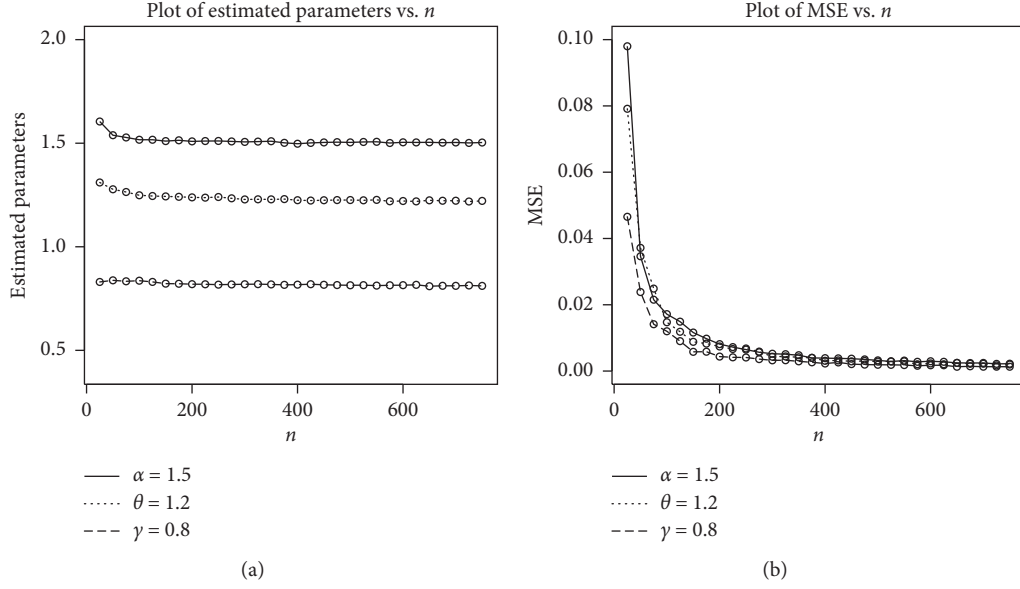 Plot of estimated parameters vs. n
2.0
1.5
1.0
0.5
Estimated parameters
0 200 400 600
n
α = 1.5
θ = 1.2
γ = 0.8
(a)
Plot of MSE vs. n
0.10
0.08
0.06
0.04
0.02
0.00
MSE
0 200 400 600
n
α = 1.5
θ = 1.2
γ = 0.8
(b)